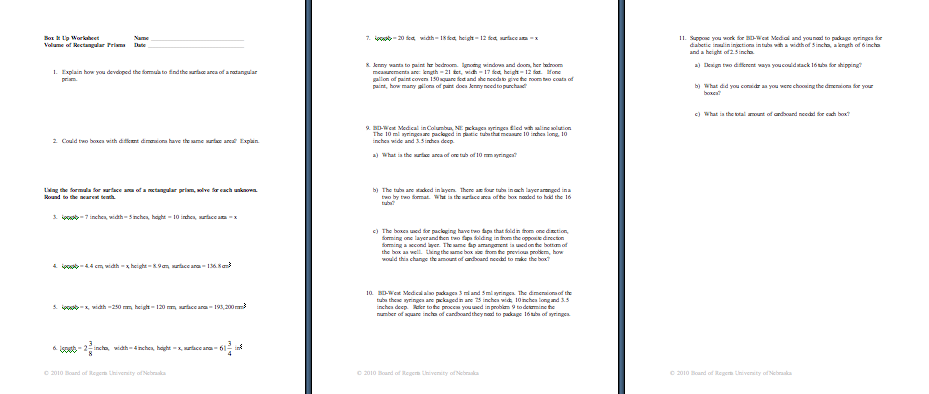 Box It Up Worksheet Name
Volume of Rectangular Prisms Date
1. Explain how you developed the formula to find the surface area of a rectangular
prism.
2. Could two boxes with different dimensions have the same surface area? Explain.
Using the formula for surface area of a rectangular prism, solve for each unknown.
Round to the nearest tenth.
3. Length = 7 inches, width = 5 inches, height = 10 inches, surface area = x
4. Length = 4.4 cm, width = x, height = 8.9 cm, surface area = 136.8 cm³
5. Length = x, width = 250 mm, height = 120 mm, surface area = 193,200 mm³
6. Length = 2 3/8 inches, width = 4 inches, height = x, surface area = 61 3/4 in³
© 2010 Board of Regents University of Nebraska
7. Length = 20 feet, width = 18 feet, height = 12 feet, surface area = x
8. Jenny wants to paint her bedroom. Ignoring windows and doors, her bedroom
measurements are: length = 21 feet, width = 17 feet, height = 12 feet. If one
gallon of paint covers 150 square feet and she needs to give the room two coats of
paint, how many gallons of paint does Jenny need to purchase?
9. BD-West Medical in Columbus, NE packages syringes filled with saline solution.
The 10 ml syringes are packaged in plastic tubs that measure 10 inches long, 10
inches wide and 3.5 inches deep.
a) What is the surface area of one tub of 10 mm syringes?
b) The tubs are stacked in layers. There are four tubs in each layer arranged in a
two by two format. What is the surface area of the box needed to hold the 16
tubs?
c) The boxes used for packaging have two flaps that fold in from one direction,
forming one layer and then two flaps folding in from the opposite direction
forming a second layer. The same flap arrangement is used on the bottom of
the box as well. Using the same box size from the previous problem, how
would this change the amount of cardboard needed to make the box?
10. BD-West Medical also packages 3 ml and 5 ml syringes. The dimensions of the
tubs these syringes are packaged in are 7.5 inches wide, 10 inches long and 3.5
inches deep. Refer to the process you used in problem 9 to determine the
number of square inches of cardboard they need to package 16 tubs of syringes.
© 2010 Board of Regents University of Nebraska
11. Suppose you work for BD-West Medical and you need to package syringes for
diabetic insulin injections in tubs with a width of 5 inches, a length of 6 inches
and a height of 2.5 inches.
a) Design two different ways you could stack 16 tubs for shipping?
b) What did you consider as you were choosing the dimensions for your
boxes?
c) What is the total amount of cardboard needed for each box?
© 2010 Board of Regents University of Nebraska